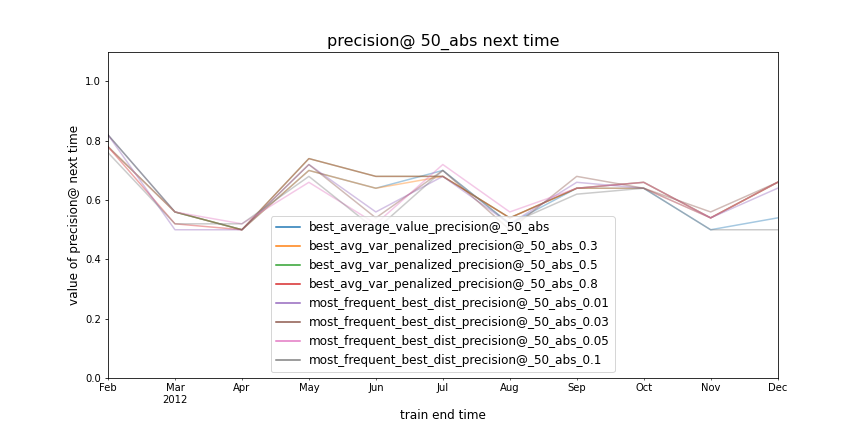 precision@ 50_abs next time
value of precision@ next time
1.0
0.8
0.6
0.4
0.2
0.0
best_average_value_precision@_50_abs
best_avg_var_penalized_precision@_50_abs_0.3
best_avg_var_penalized_precision@_50_abs_0.5
best_avg_var_penalized_precision@_50_abs_0.8
most_frequent_best_dist_precision@_50_abs_0.01
most_frequent_best_dist_precision@_50_abs_0.03
most_frequent_best_dist_precision@_50_abs_0.05
most_frequent_best_dist_precision@_50_abs_0.1
Feb Mar Apr May Jun Jul Aug Sep Oct Nov Dec
2012
train end time